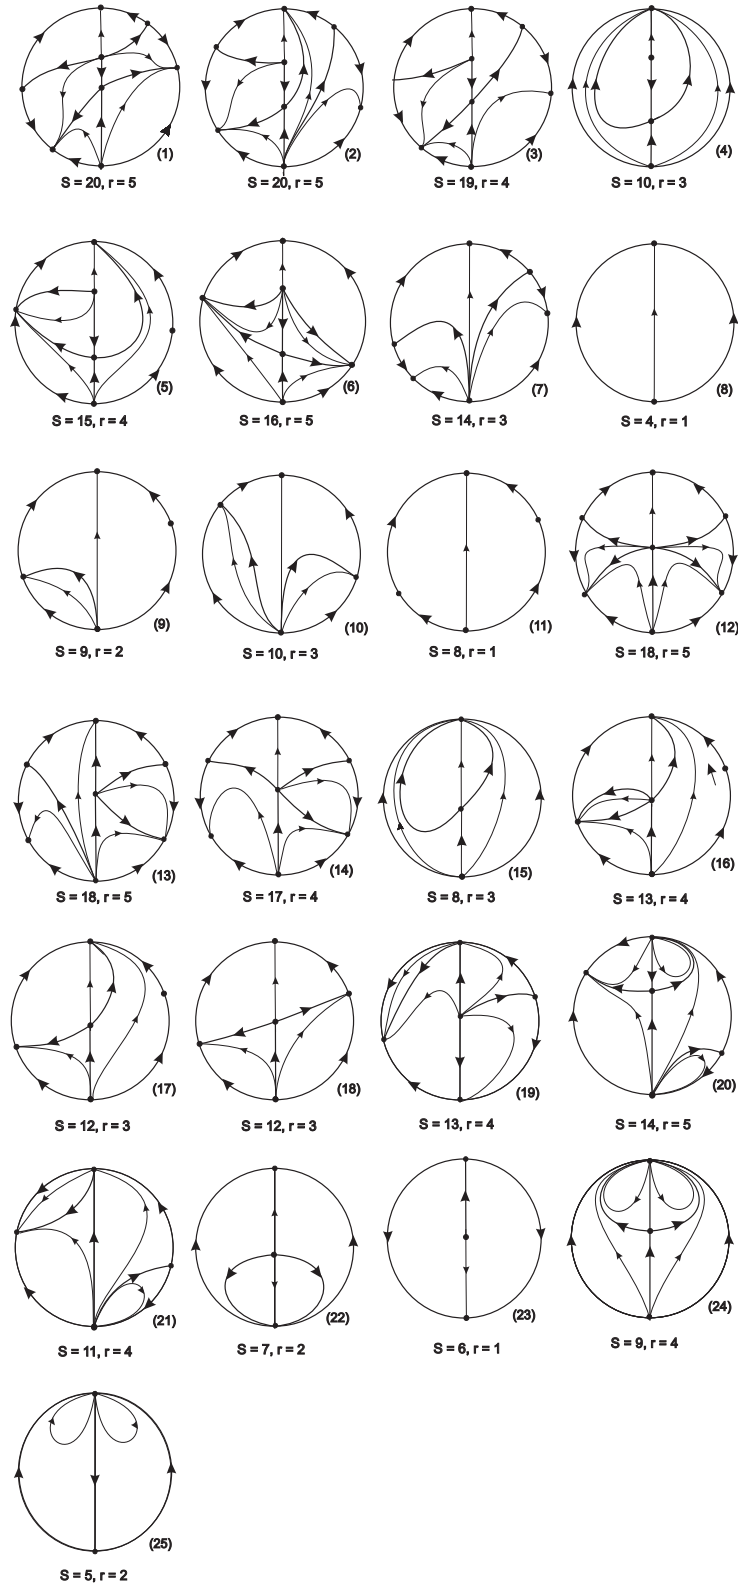 (1) (2) (3) (4)
S = 20, r = 5 S = 20, r = 5 S = 19, r = 4 S = 10, r = 3
(5) (6) (7) (8)
S = 15, r = 4 S = 16, r = 5 S = 14, r = 3 S = 4, r = 1
(9) (10) (11) (12)
S = 9, r = 2 S = 10, r = 3 S = 8, r = 1 S = 18, r = 5
(13) (14) (15) (16)
S = 18, r = 5 S = 17, r = 4 S = 8, r = 3 S = 13, r = 4
(17) (18) (19) (20)
S = 12, r = 3 S = 12, r = 3 S = 13, r = 4 S = 14, r = 5
(21) (22) (23) (24)
S = 11, r = 4 S = 7, r = 2 S = 6, r = 1 S = 9, r = 4
(25)
S = 5, r = 2